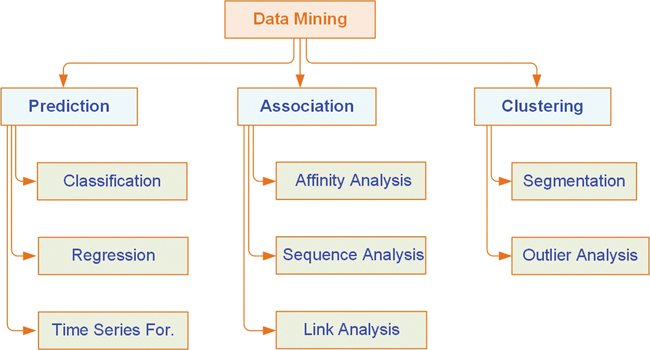 Data Mining
Prediction
Association
Clustering
Classification
Affinity Analysis
Segmentation
Regression
Sequence Analysis
Outlier Analysis
Time Series For.
Link Analysis